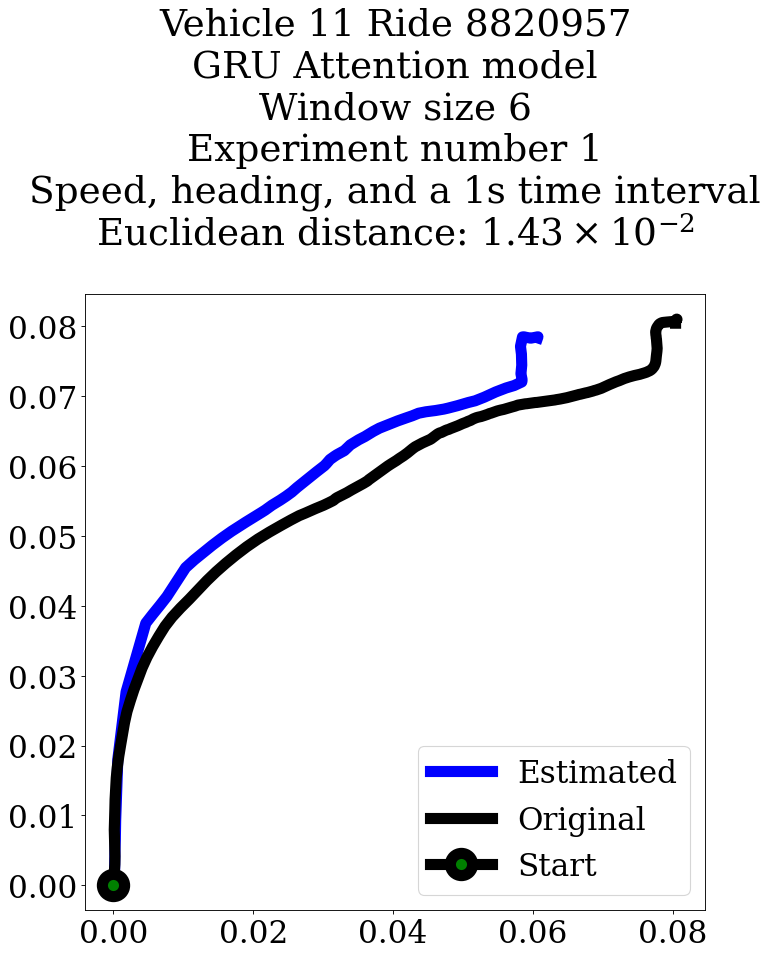 Vehicle 11 Ride 8820957
GRU Attention model
Window size 6
Experiment number 1
Speed, heading, and a 1s time interval
Euclidean distance: 1.43 × 10⁻²
0.08
0.07
0.06
0.05
0.04
0.03
0.02
0.01
0.00
Estimated
Original
Start
0.00 0.02 0.04 0.06 0.08